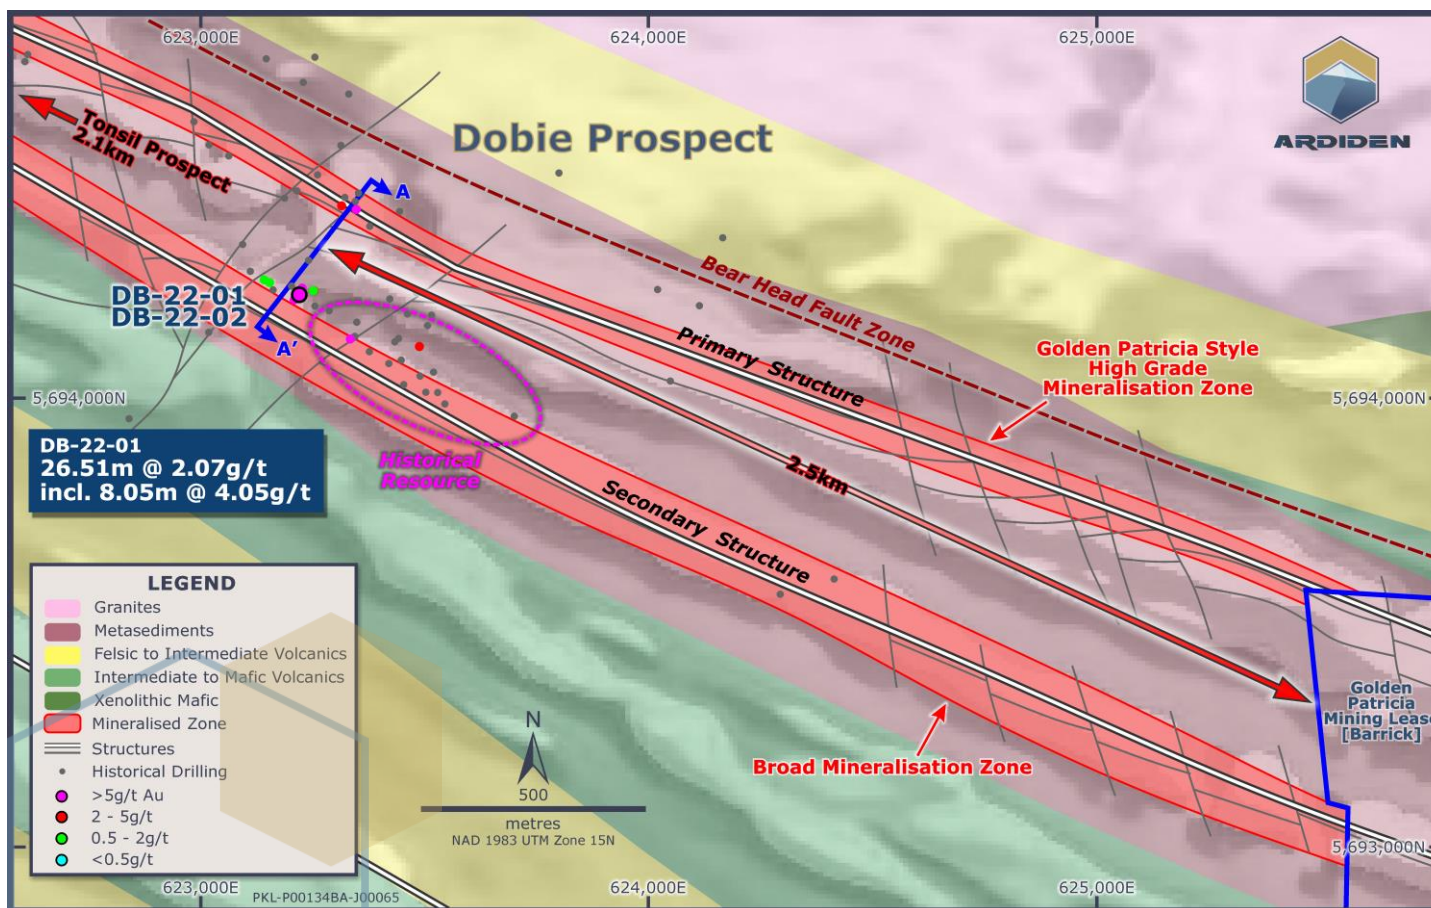 623,000E
624,000E
625,000E
ARDIDEN
Dobie Prospect
Tonsil Prospect
2.1km
A
Bear Head Fault Zone
DB-22-01
DB-22-02
A'
Primary Structure
Golden Patricia Style
High Grade
Mineralisation Zone
5,694,000N
5,694,000N
DB-22-01
26.51m @ 2.07g/t
incl. 8.05m @ 4.05g/t
Historical
Resource
2.5km
Secondary Structure
LEGEND
Granites
Metasediments
Felsic to Intermediate Volcanics
Intermediate to Mafic Volcanics
Xenolithic Mafic
Mineralised Zone
Structures
Historical Drilling
>5g/t Au
2 - 5g/t
0.5 - 2g/t
<0.5g/t
Golden
Patricia
Mining Lease
[Barrick]
Broad Mineralisation Zone
N
500
metres
NAD 1983 UTM Zone 15N
5,693,000N
623,000E
624,000E
625,000E
PKL-P00134BA-J00065